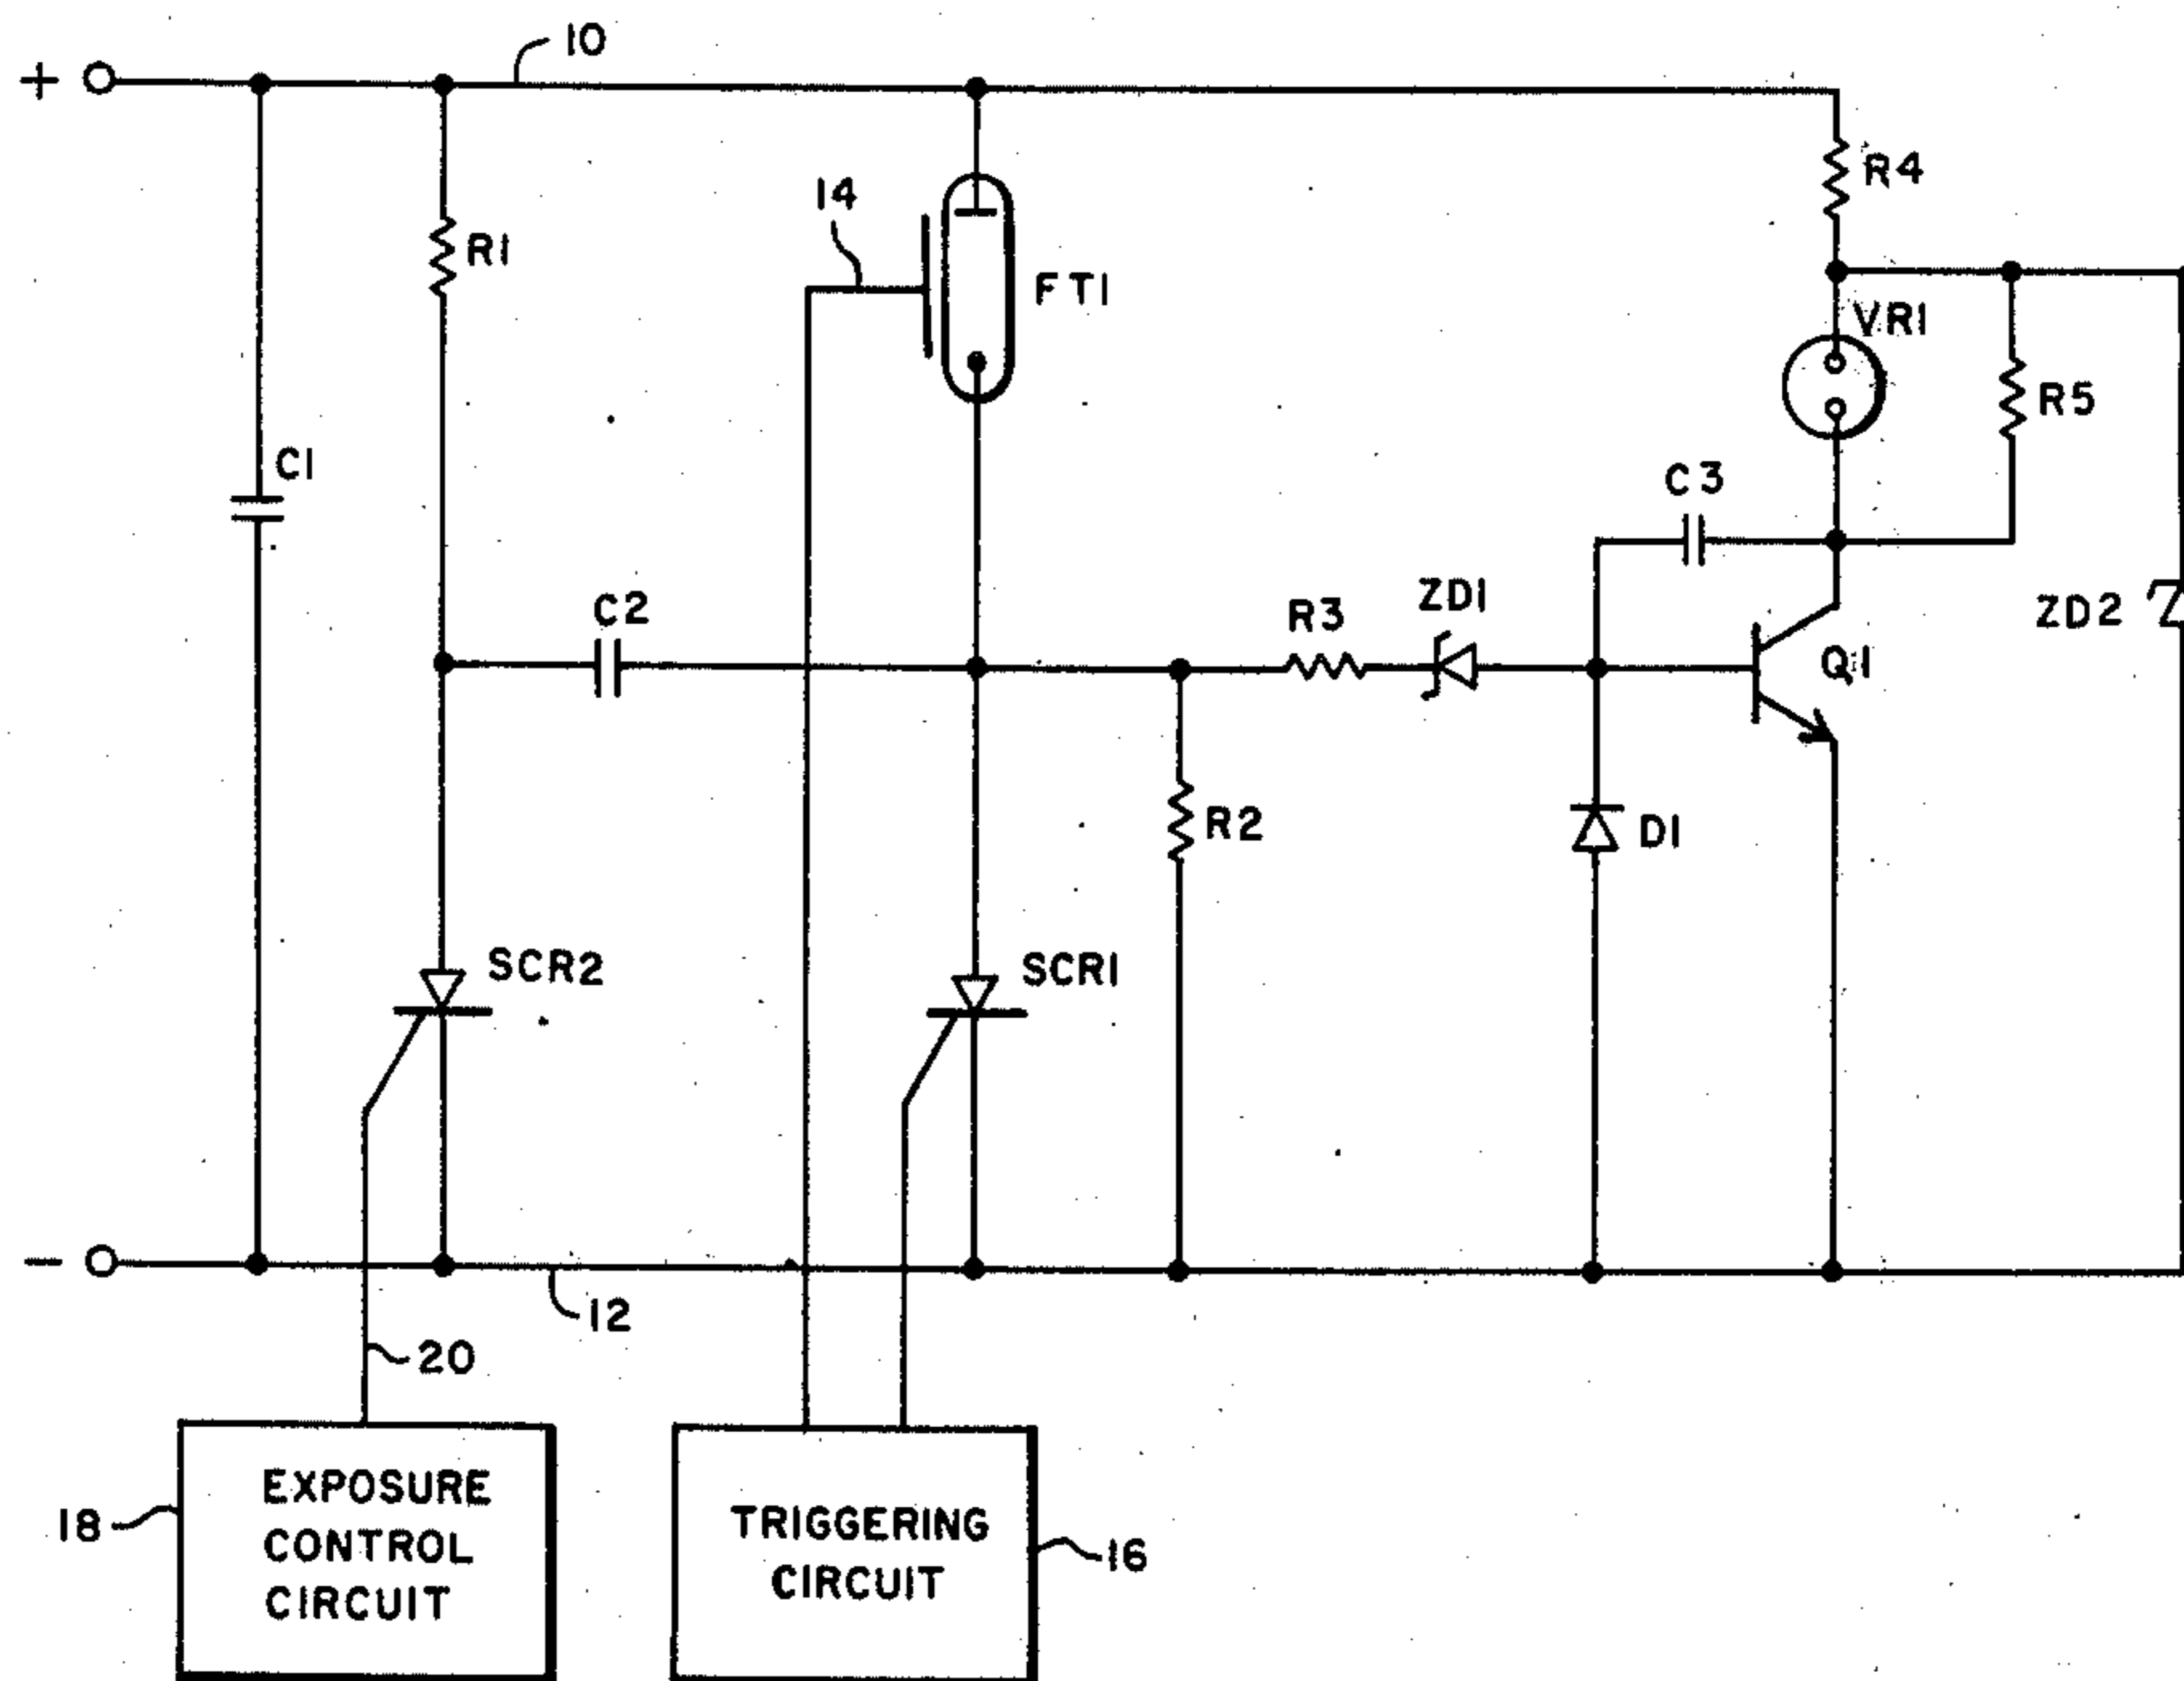 10
+
R4
14
R1
FT1
VR1
R5
C1
C3
C2
R3
ZD1
ZD2
Q1
R2
D1
SCR2
SCR1
-
12
20
EXPOSURE
CONTROL
CIRCUIT
18
TRIGGERING
CIRCUIT
16